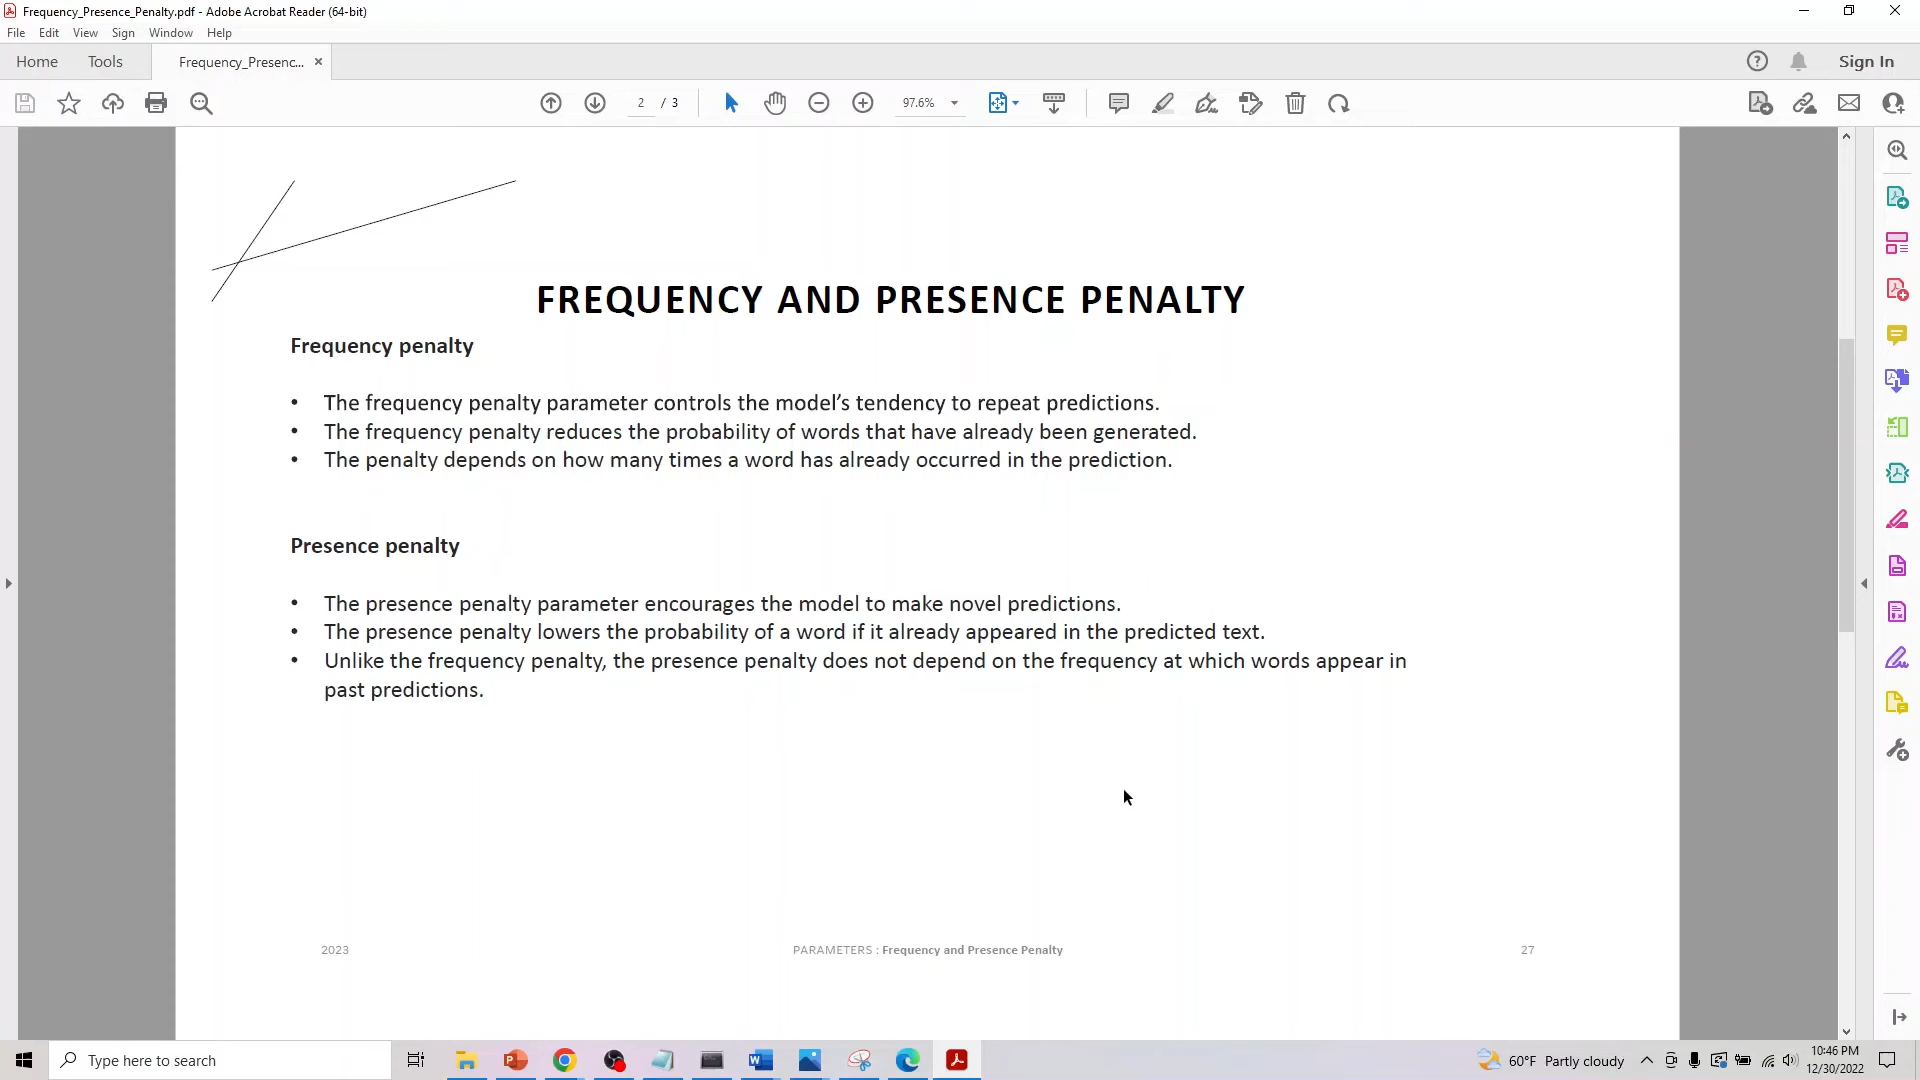 Frequency_Presence_Penalty.pdf - Adobe Acrobat Reader (64-bit)
File Edit View Sign Window Help
Home Tools Frequency_Presenc... Sign In
2 / 3 97.6%
FREQUENCY AND PRESENCE PENALTY
Frequency penalty
• The frequency penalty parameter controls the model’s tendency to repeat predictions.
• The frequency penalty reduces the probability of words that have already been generated.
• The penalty depends on how many times a word has already occurred in the prediction.
Presence penalty
• The presence penalty parameter encourages the model to make novel predictions.
• The presence penalty lowers the probability of a word if it already appeared in the predicted text.
• Unlike the frequency penalty, the presence penalty does not depend on the frequency at which words appear in
past predictions.
2023 PARAMETERS : Frequency and Presence Penalty 27
Type here to search 60°F Partly cloudy 10:46 PM
12/30/2022